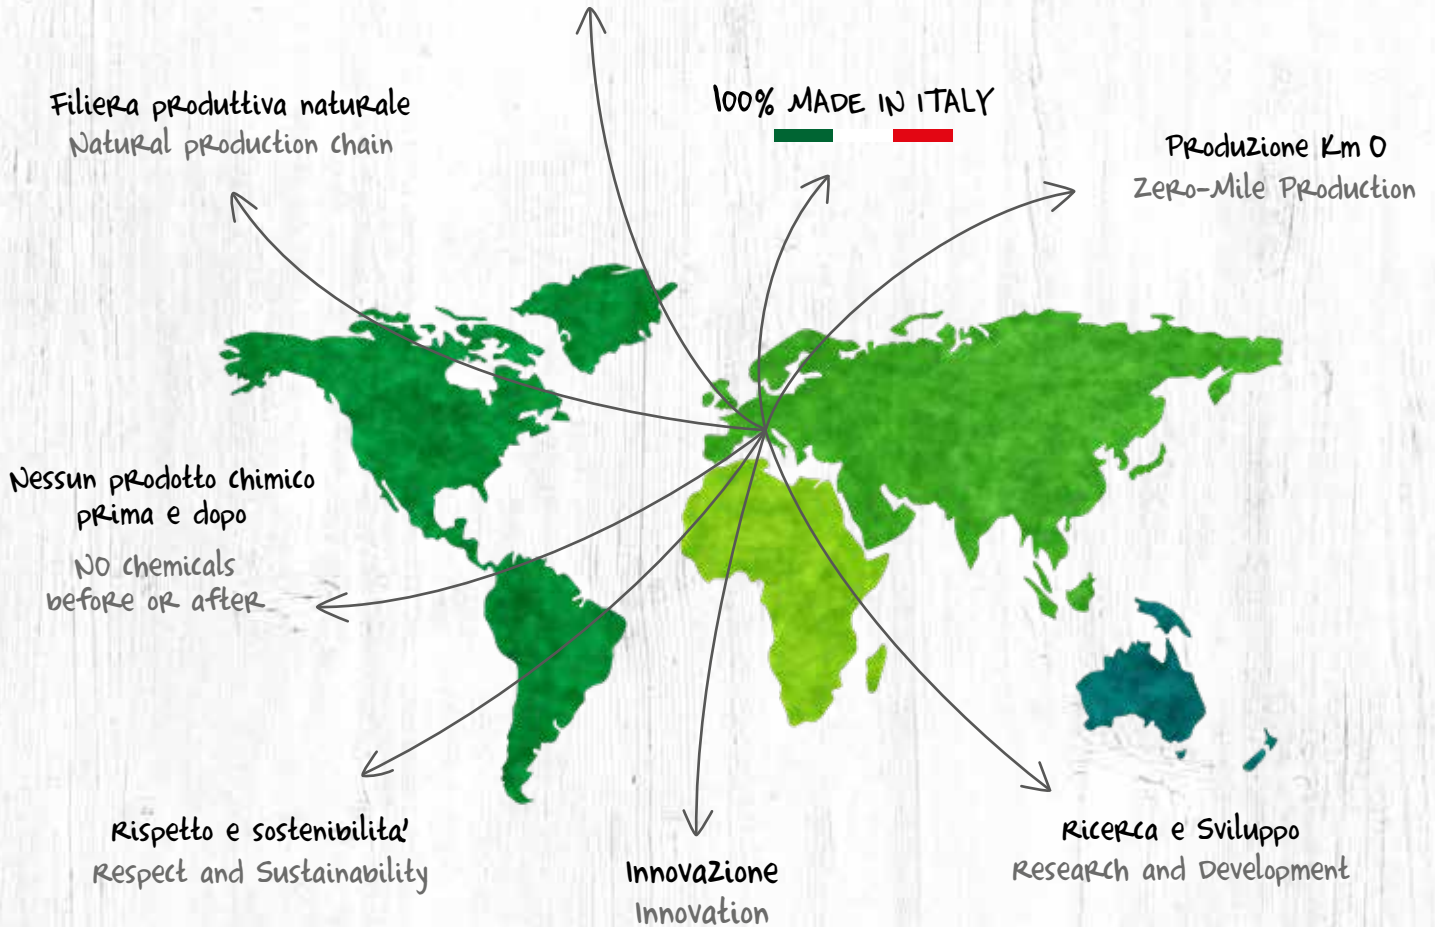 Filiera produttiva naturale
Natural production chain
100% MADE IN ITALY
Produzione Km 0
Zero-Mile Production
Nessun prodotto chimico
prima e dopo
NO chemicals
before or after
Rispetto e sostenibilita'
Respect and Sustainability
Innovazione
Innovation
Ricerca e Sviluppo
Research and Development